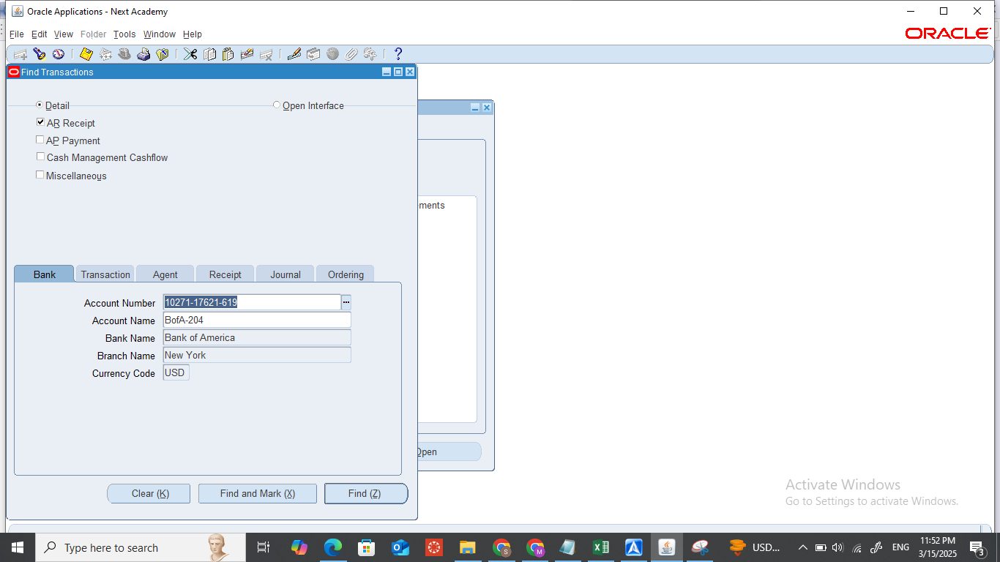 Oracle Applications - Next Academy
File Edit View Folder Tools Window Help
ORACLE
?
Find Transactions
Detail
Open Interface
AR Receipt
AP Payment
Cash Management Cashflow
Miscellaneous
ments
Bank Transaction Agent Receipt Journal Ordering
Account Number 10271-17621-619 ...
Account Name BofA-204
Bank Name Bank of America
Branch Name New York
Currency Code USD
Open
Clear (K) Find and Mark (X) Find (Z)
Activate Windows
Go to Settings to activate Windows.
Type here to search
USD...
ENG
11:52 PM
3/15/2025
3